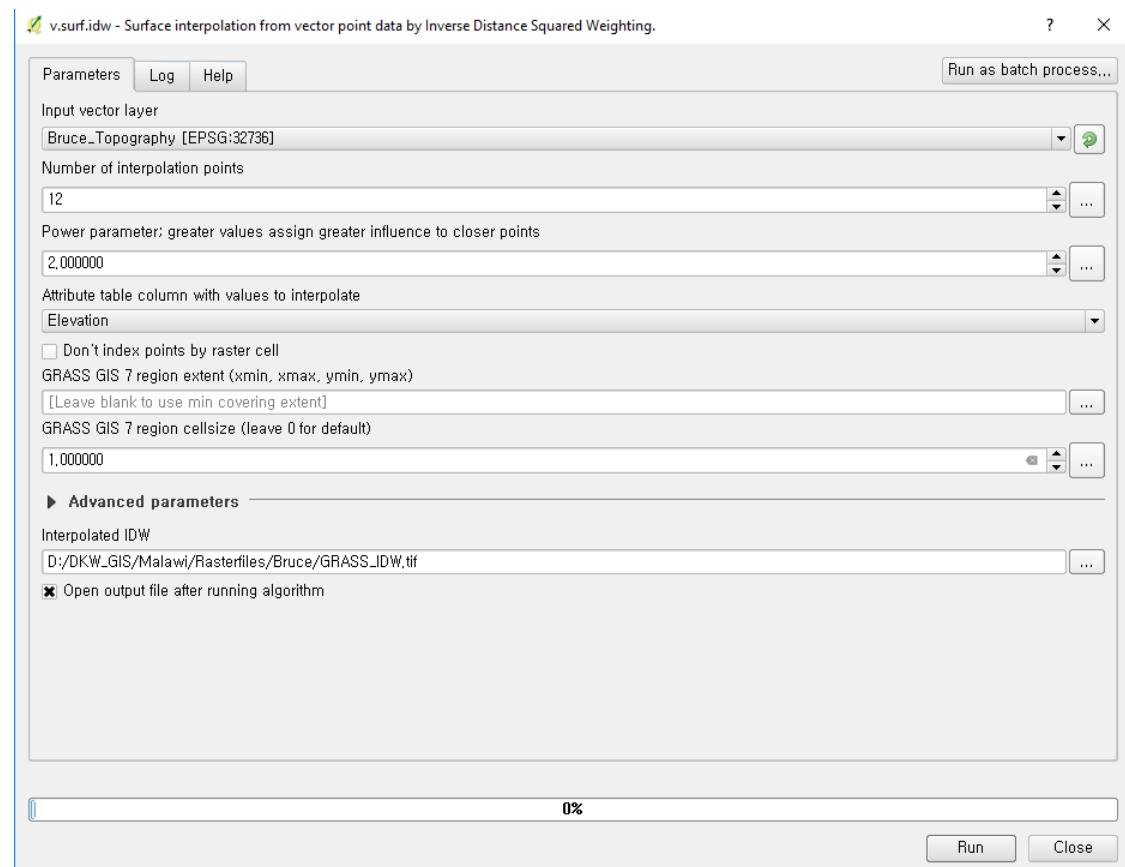 v.surf.idw - Surface interpolation from vector point data by Inverse Distance Squared Weighting.
? ×
Parameters Log Help Run as batch process...
Input vector layer
Bruce_Topography [EPSG:32736]
Number of interpolation points
12
...
Power parameter; greater values assign greater influence to closer points
2,000000
...
Attribute table column with values to interpolate
Elevation
Don't index points by raster cell
GRASS GIS 7 region extent (xmin, xmax, ymin, ymax)
[Leave blank to use min covering extent]
...
GRASS GIS 7 region cellsize (leave 0 for default)
1,000000
...
Advanced parameters
Interpolated IDW
D:/DKW_GIS/Malawi/Rasterfiles/Bruce/GRASS_IDW.tif
...
Open output file after running algorithm
0%
Run Close